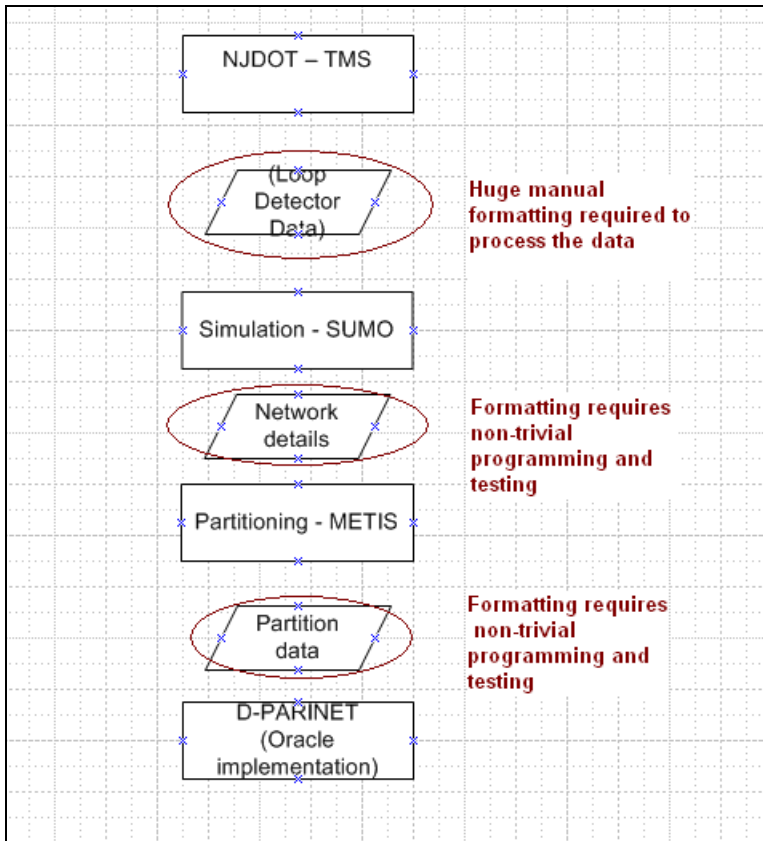 NJDOT – TMS
(Loop
Detector
Data)
Huge manual
formatting required to
process the data
Simulation - SUMO
Network
details
Formatting requires
non-trivial
programming and
testing
Partitioning - METIS
Partition
data
Formatting requires
non-trivial
programming and
testing
D-PARINET
(Oracle
implementation)